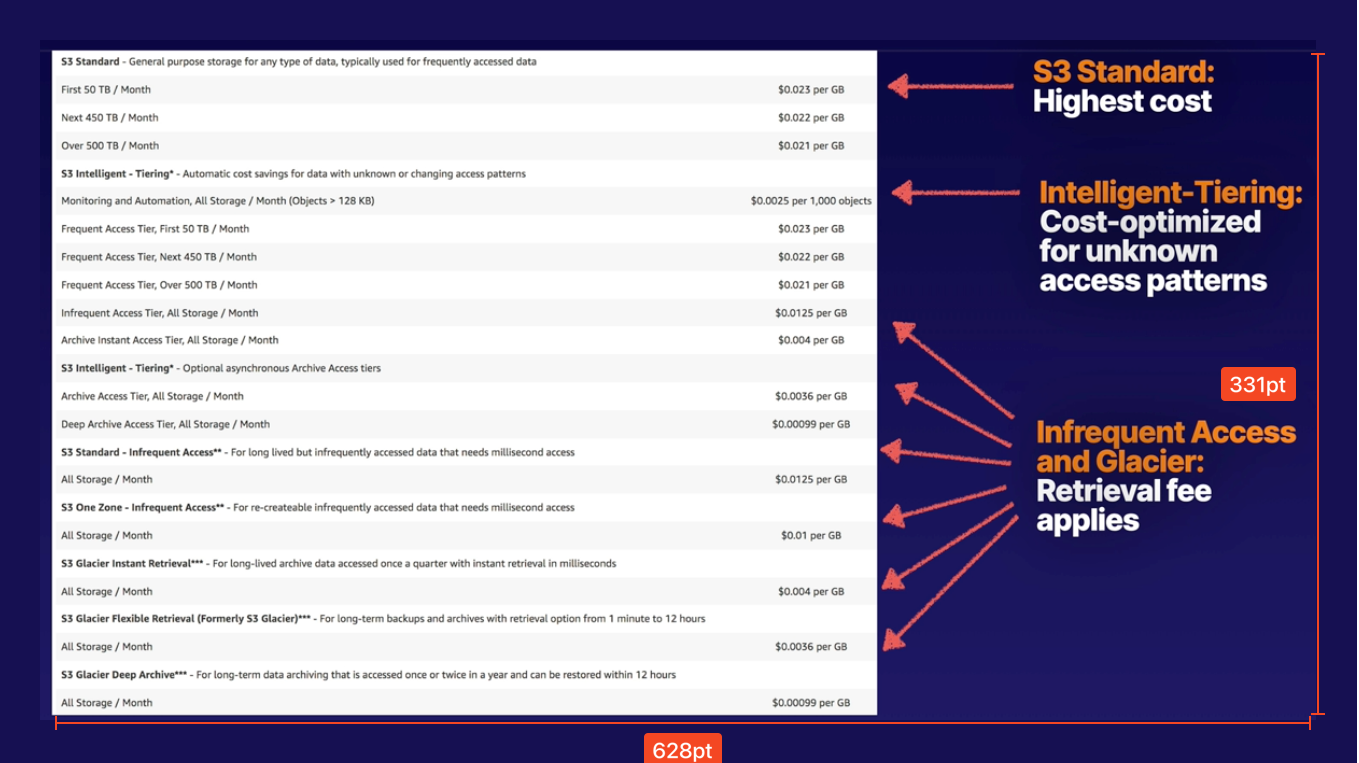 S3 Standard - General purpose storage for any type of data, typically used for frequently accessed data
First 50 TB / Month $0.023 per GB
Next 450 TB / Month $0.022 per GB
Over 500 TB / Month $0.021 per GB
S3 Intelligent - Tiering* - Automatic cost savings for data with unknown or changing access patterns
Monitoring and Automation, All Storage / Month (Objects > 128 KB) $0.0025 per 1,000 objects
Frequent Access Tier, First 50 TB / Month $0.023 per GB
Frequent Access Tier, Next 450 TB / Month $0.022 per GB
Frequent Access Tier, Over 500 TB / Month $0.021 per GB
Infrequent Access Tier, All Storage / Month $0.0125 per GB
Archive Instant Access Tier, All Storage / Month $0.004 per GB
S3 Intelligent - Tiering* - Optional asynchronous Archive Access tiers
Archive Access Tier, All Storage / Month $0.0036 per GB
Deep Archive Access Tier, All Storage / Month $0.00099 per GB
S3 Standard - Infrequent Access** - For long lived but infrequently accessed data that needs millisecond access
All Storage / Month $0.0125 per GB
S3 One Zone - Infrequent Access** - For re-createable infrequently accessed data that needs millisecond access
All Storage / Month $0.01 per GB
S3 Glacier Instant Retrieval*** - For long-lived archive data accessed once a quarter with instant retrieval in milliseconds
All Storage / Month $0.004 per GB
S3 Glacier Flexible Retrieval (Formerly S3 Glacier)*** - For long-term backups and archives with retrieval option from 1 minute to 12 hours
All Storage / Month $0.0036 per GB
S3 Glacier Deep Archive*** - For long-term data archiving that is accessed once or twice in a year and can be restored within 12 hours
All Storage / Month $0.00099 per GB
S3 Standard:
Highest cost
Intelligent-Tiering:
Cost-optimized
for unknown
access patterns
331pt
Infrequent Access
and Glacier:
Retrieval fee
applies
628pt